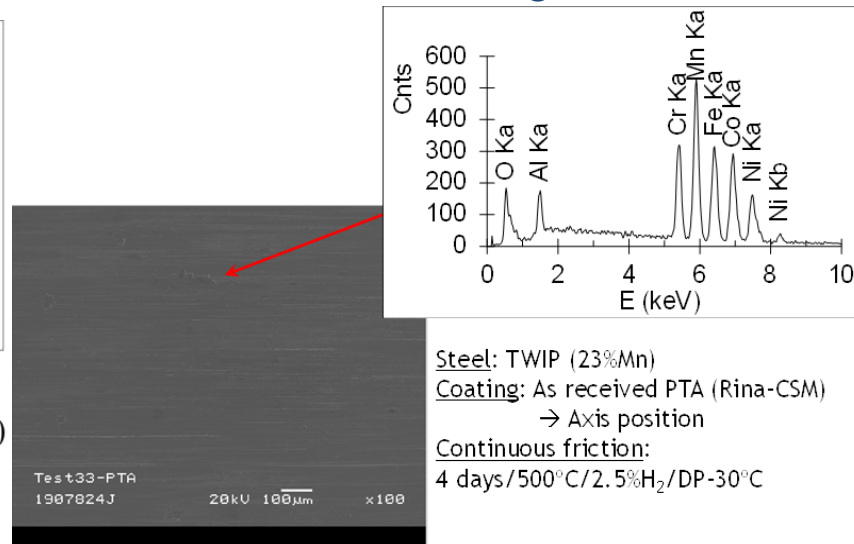 Cnts
600
500
400
300
200
100
0
O Ka
Al Ka
Cr Ka
Mn Ka
Fe Ka
Co Ka
Ni Ka
Ni Kb
0 2 4 6 8 10
E (keV)
Steel: TWIP (23%Mn)
Coating: As received PTA (Rina-CSM)
→ Axis position
Continuous friction:
4 days/500°C/2.5%H₂/DP-30°C
)
Test33-PTA
1907824J 20kU 100µm x100